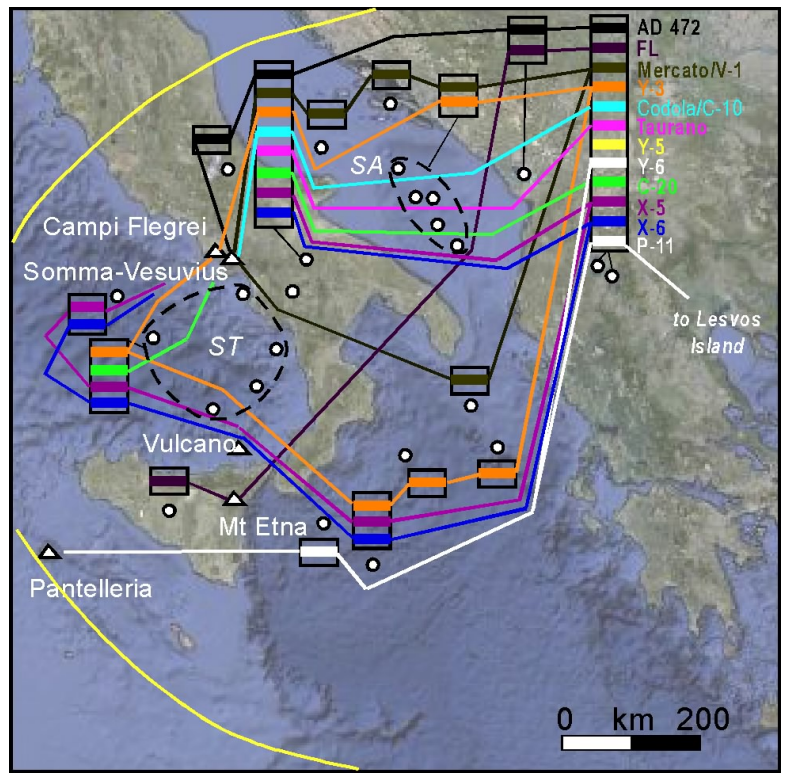 AD 472
FL
Mercato/V-1
Y-3
Codola/C-10
Taurano
Y-5
Y-6
C-20
X-5
X-6
P-11
SA
Campi Flegrei
Somma-Vesuvius
to Lesvos
Island
ST
Vulcano
Mt Etna
Pantelleria
0 km 200